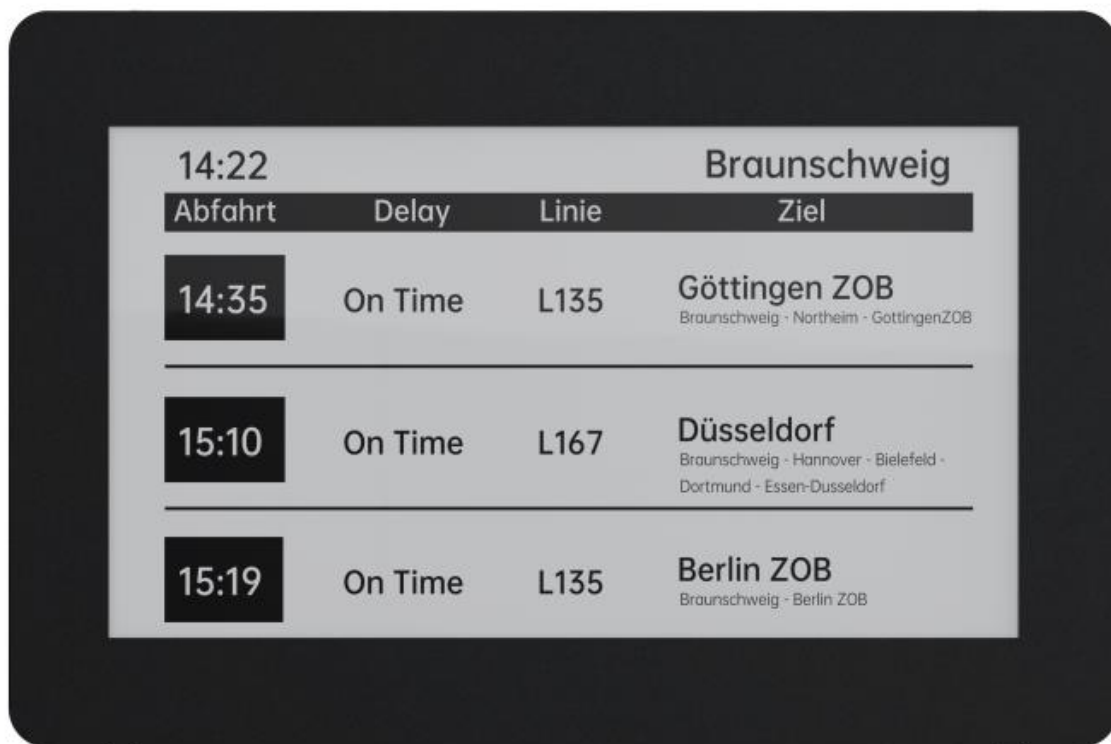 14:22 Braunschweig
Abfahrt Delay Linie Ziel
14:35 On Time L135 Göttingen ZOB
Braunschweig - Northeim - GottingenZOB
15:10 On Time L167 Düsseldorf
Braunschweig - Hannover - Bielefeld -
Dortmund - Essen-Dusseldorf
15:19 On Time L135 Berlin ZOB
Braunschweig - Berlin ZOB